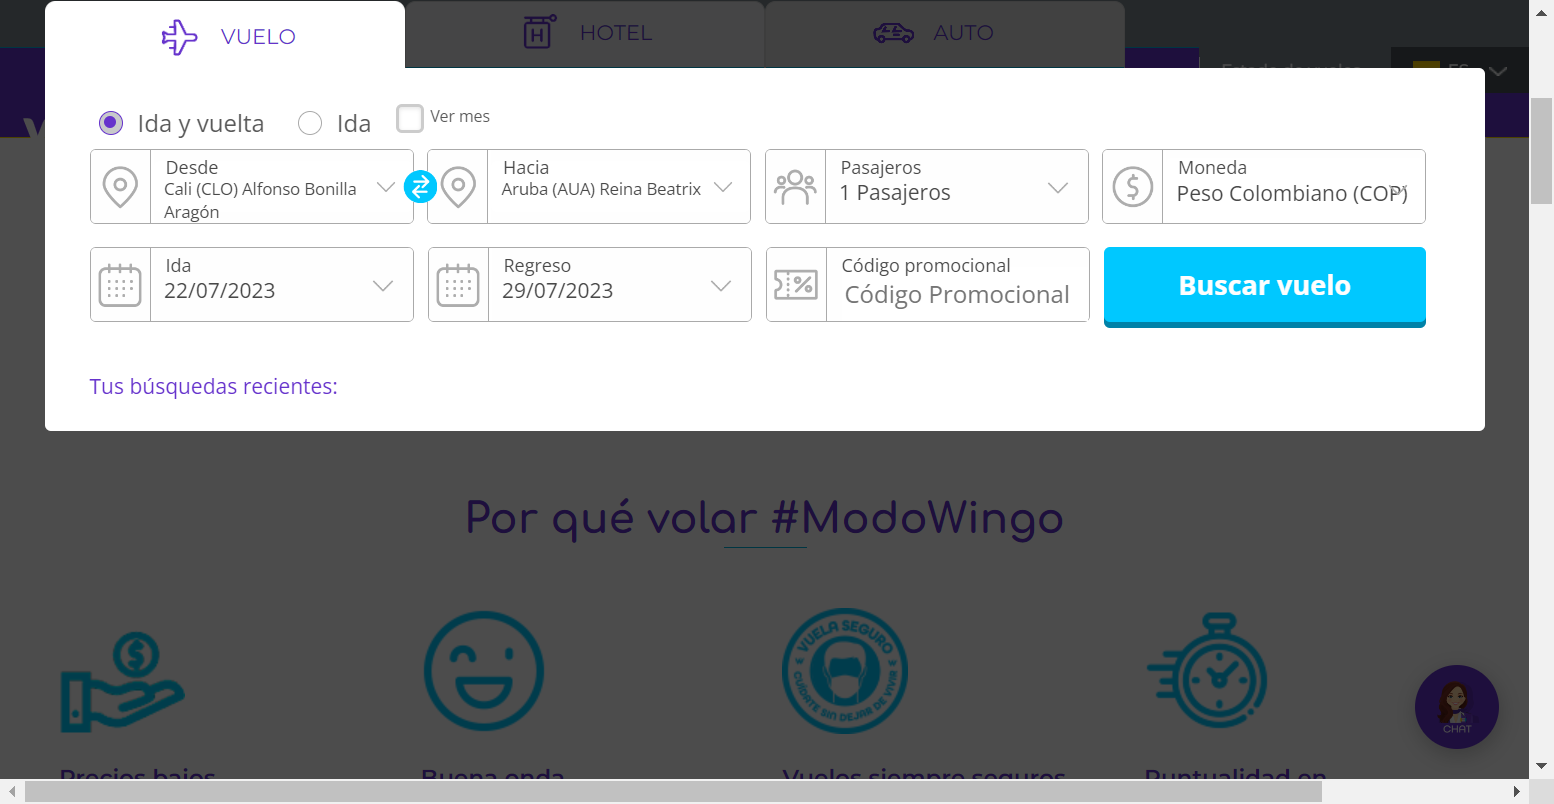 VUELO
HOTEL
AUTO
ES
Ida y vuelta
Ida
Ver mes
Desde
Cali (CLO) Alfonso Bonilla
Aragón
Hacia
Aruba (AUA) Reina Beatrix
Pasajeros
1 Pasajeros
Moneda
Peso Colombiano (COP)
Ida
22/07/2023
Regreso
29/07/2023
Código promocional
Código Promocional
Buscar vuelo
Tus búsquedas recientes:
Por qué volar #ModoWingo
VUELA SEGURO
CUÍDATE SIN DEJAR DE VIVIR
CHAT
Precios bajos
Buena onda
Vuelos siempre seguros
Puntualidad en